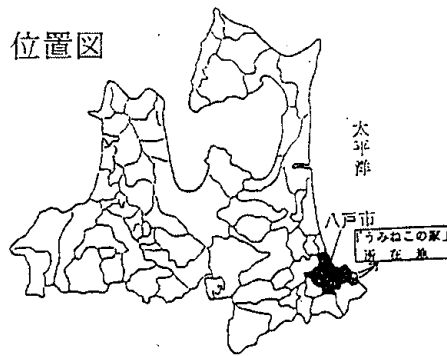 位置図
太平洋
八戸市
「うみねこの家」
所在地